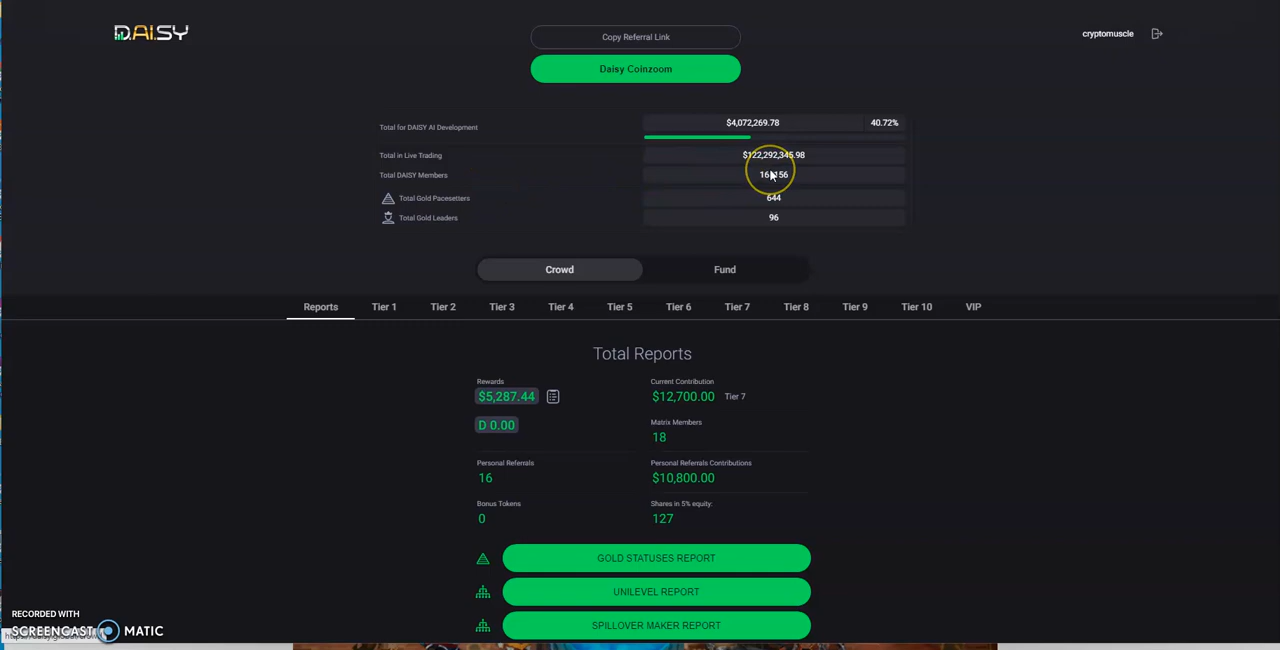 D.AI.SY
Copy Referral Link
cryptomuscle
Daisy Coinzoom
Total for DAISY AI Development $4,072,269.78 40.72%
Total in Live Trading $122,292,345.98
Total DAISY Members
Total Gold Pacesetters 644
Total Gold Leaders 96
Crowd Fund
Reports Tier 1 Tier 2 Tier 3 Tier 4 Tier 5 Tier 6 Tier 7 Tier 8 Tier 9 Tier 10 VIP
Total Reports
Rewards Current Contribution
$5,287.44 $12,700.00 Tier 7
D 0.00 Matrix Members
18
Personal Referrals Personal Referrals Contributions
16 $10,800.00
Bonus Tokens Shares in 5% equity:
0 127
GOLD STATUSES REPORT
UNILEVEL REPORT
SPILLOVER MAKER REPORT
RECORDED WITH
SCREENCAST MATIC